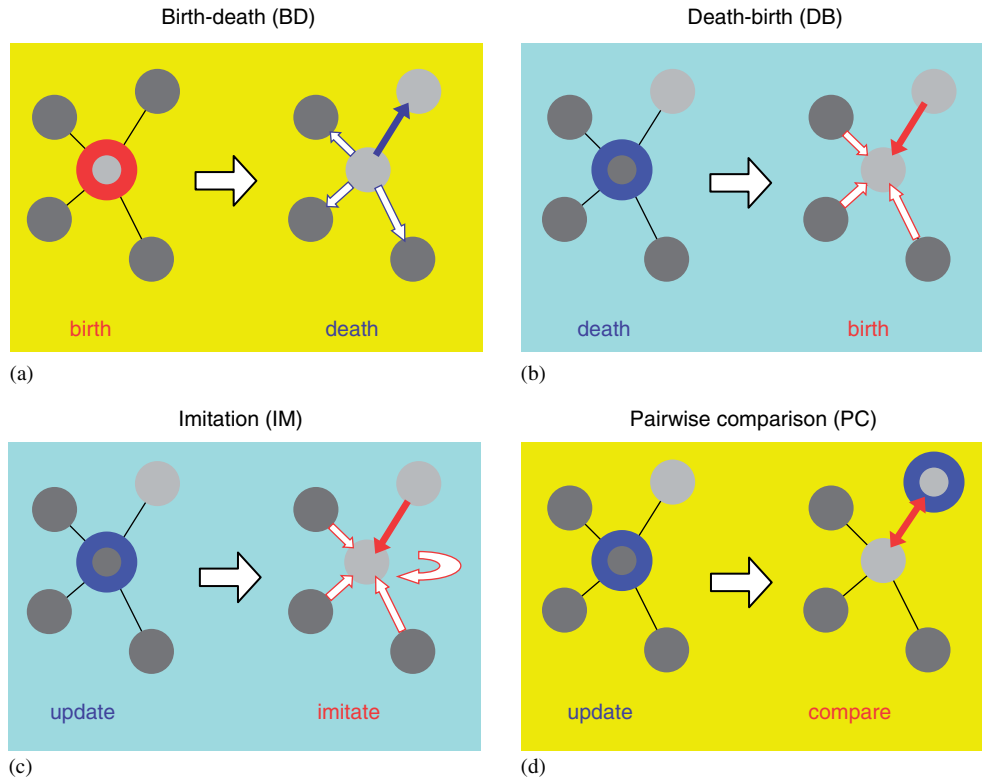 Birth-death (BD)
Death-birth (DB)
birth
death
death
birth
(a)
(b)
Imitation (IM)
Pairwise comparison (PC)
update
imitate
update
compare
(c)
(d)